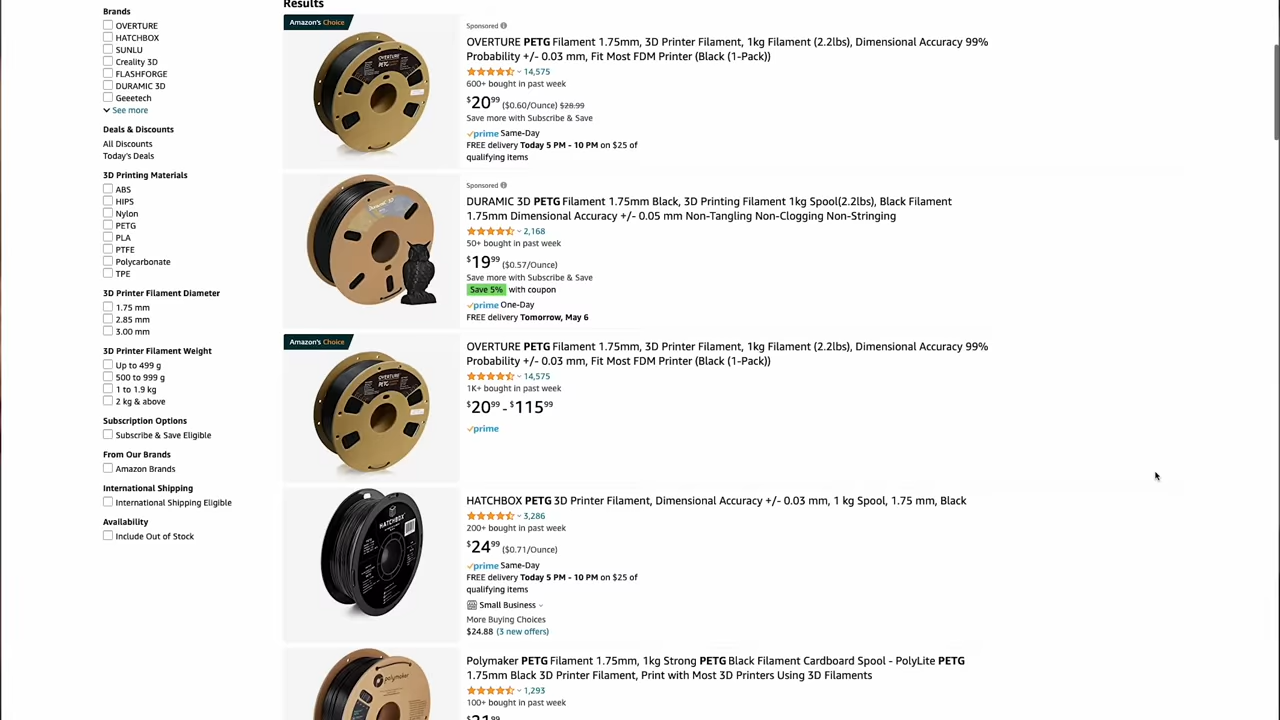 Results
Brands
OVERTURE
HATCHBOX
SUNLU
Creality 3D
FLASHFORGE
DURAMIC 3D
Geeetech
See more
Deals & Discounts
All Discounts
Today's Deals
3D Printing Materials
ABS
HIPS
Nylon
PETG
PLA
PTFE
Polycarbonate
TPE
3D Printer Filament Diameter
1.75 mm
2.85 mm
3.00 mm
3D Printer Filament Weight
Up to 499 g
500 to 999 g
1 to 1.9 kg
2 kg & above
Subscription Options
Subscribe & Save Eligible
From Our Brands
Amazon Brands
International Shipping
International Shipping Eligible
Availability
Include Out of Stock
Amazon's Choice
Sponsored
OVERTURE PETG Filament 1.75mm, 3D Printer Filament, 1kg Filament (2.2lbs), Dimensional Accuracy 99%
Probability +/- 0.03 mm, Fit Most FDM Printer (Black (1-Pack))
14,575
600+ bought in past week
$20.99 ($0.60/Ounce) $28.99
Save more with Subscribe & Save
prime Same-Day
FREE delivery Today 5 PM - 10 PM on $25 of
qualifying items
Sponsored
DURAMIC 3D PETG Filament 1.75mm Black, 3D Printing Filament 1kg Spool(2.2lbs), Black Filament
1.75mm Dimensional Accuracy +/- 0.05 mm Non-Tangling Non-Clogging Non-Stringing
2,168
50+ bought in past week
$19.99 ($0.57/Ounce)
Save more with Subscribe & Save
Save 5% with coupon
prime One-Day
FREE delivery Tomorrow, May 6
Amazon's Choice
OVERTURE PETG Filament 1.75mm, 3D Printer Filament, 1kg Filament (2.2lbs), Dimensional Accuracy 99%
Probability +/- 0.03 mm, Fit Most FDM Printer (Black (1-Pack))
14,575
1K+ bought in past week
$20.99 - $115.99
prime
HATCHBOX
HATCHBOX PETG 3D Printer Filament, Dimensional Accuracy +/- 0.03 mm, 1 kg Spool, 1.75 mm, Black
3,286
200+ bought in past week
$24.99 ($0.71/Ounce)
prime Same-Day
FREE delivery Today 5 PM - 10 PM on $25 of
qualifying items
Small Business
More Buying Choices
$24.88 (3 new offers)
polymaker
Polymaker PETG Filament 1.75mm, 1kg Strong PETG Black Filament Cardboard Spool - PolyLite PETG
1.75mm Black 3D Printer Filament, Print with Most 3D Printers Using 3D Filaments
1,293
100+ bought in past week